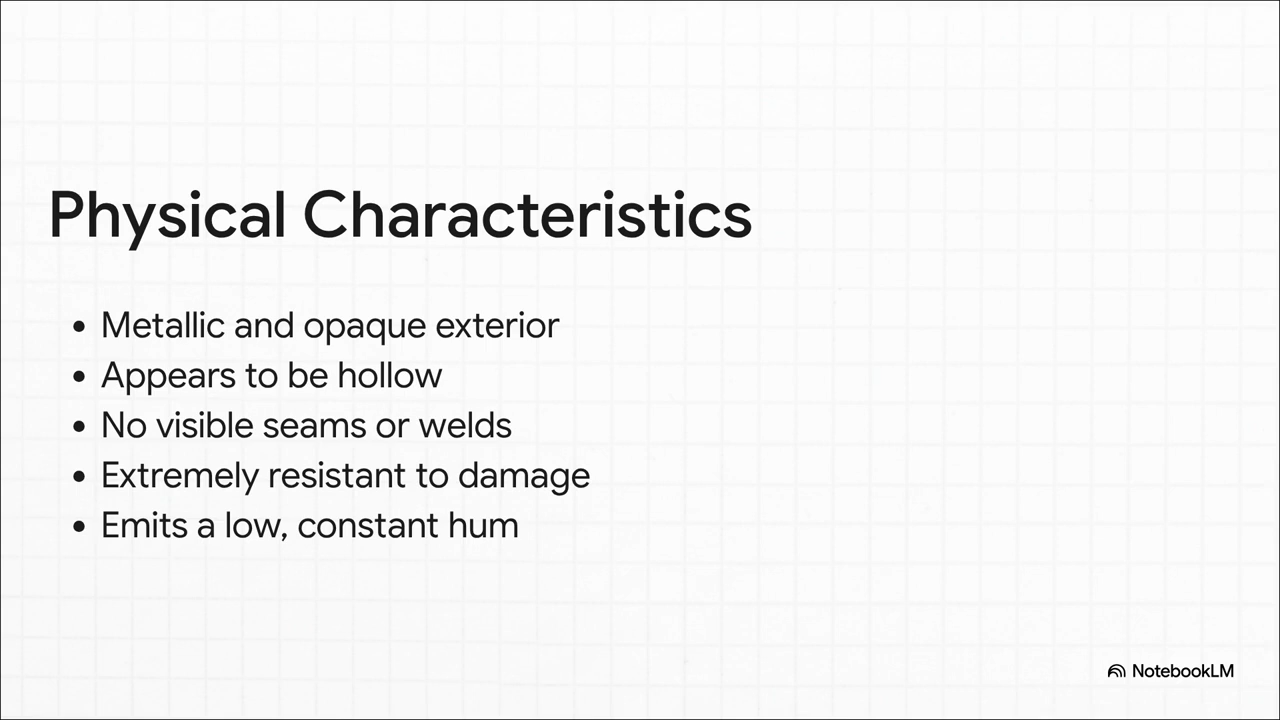 Physical Characteristics
• Metallic and opaque exterior
• Appears to be hollow
• No visible seams or welds
• Extremely resistant to damage
• Emits a low, constant hum
NotebookLM